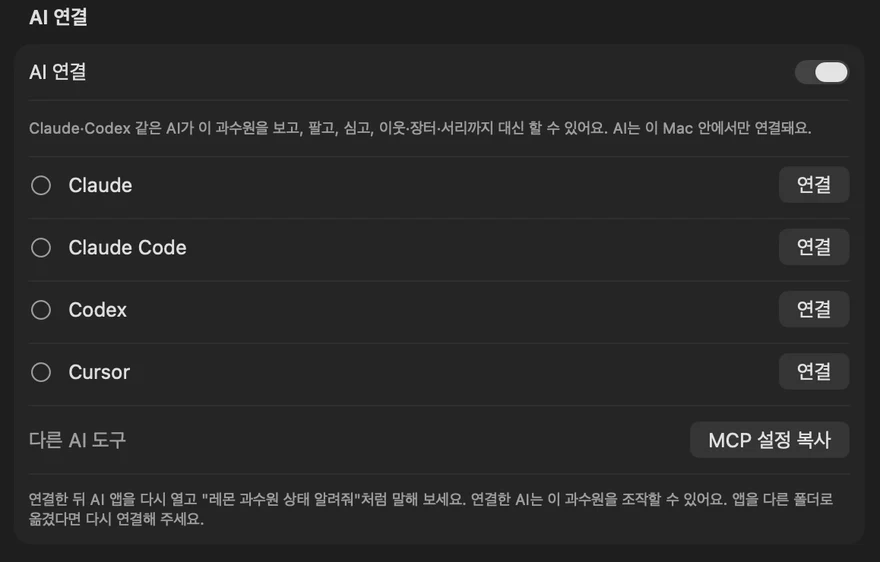 AI 연결
AI 연결
Claude·Codex 같은 AI가 이 과수원을 보고, 팔고, 심고, 이웃·장터·서리까지 대신 할 수 있어요. AI는 이 Mac 안에서만 연결돼요.
Claude 연결
Claude Code 연결
Codex 연결
Cursor 연결
다른 AI 도구 MCP 설정 복사
연결한 뒤 AI 앱을 다시 열고 "레몬 과수원 상태 알려줘"처럼 말해 보세요. 연결한 AI는 이 과수원을 조작할 수 있어요. 앱을 다른 폴더로
옮겼다면 다시 연결해 주세요.